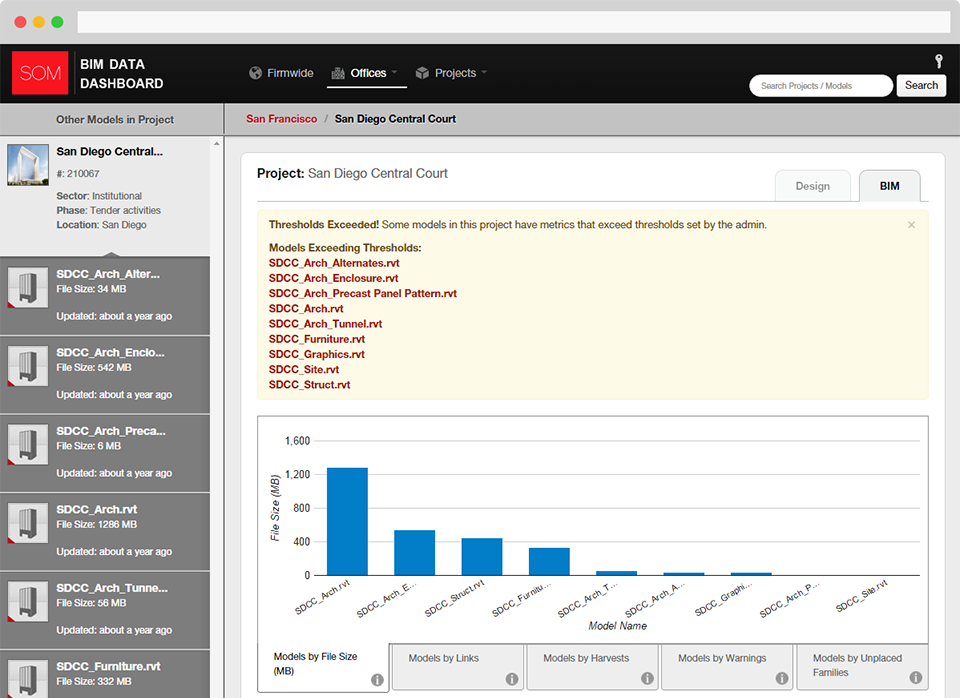 SOM
BIM DATA
DASHBOARD
Firmwide
Offices
Projects
Search Projects / Models
Search
Other Models in Project
San Francisco / San Diego Central Court
San Diego Central...
#: 210067
Sector: Institutional
Phase: Tender activities
Location: San Diego
SDCC_Arch_Alter...
File Size: 34 MB
Updated: about a year ago
SDCC_Arch_Enclo...
File Size: 542 MB
Updated: about a year ago
SDCC_Arch_Preca...
File Size: 6 MB
Updated: about a year ago
SDCC_Arch.rvt
File Size: 1286 MB
Updated: about a year ago
SDCC_Arch_Tunne...
File Size: 56 MB
Updated: about a year ago
SDCC_Furniture.rvt
File Size: 332 MB
Project: San Diego Central Court
Design
BIM
Thresholds Exceeded! Some models in this project have metrics that exceed thresholds set by the admin.
×
Models Exceeding Thresholds:
SDCC_Arch_Alternates.rvt
SDCC_Arch_Enclosure.rvt
SDCC_Arch_Precast Panel Pattern.rvt
SDCC_Arch.rvt
SDCC_Arch_Tunnel.rvt
SDCC_Furniture.rvt
SDCC_Graphics.rvt
SDCC_Site.rvt
SDCC_Struct.rvt
File Size (MB)
1,600
1,200
800
400
0
SDCC_Arch.rvt
SDCC_Arch_E...
SDCC_Struct.rvt
SDCC_Furnitu...
SDCC_Arch_T...
SDCC_Arch_A...
SDCC_Graphi...
SDCC_Arch_P...
SDCC_Site.rvt
Model Name
Models by File Size
(MB)
Models by Links
Models by Harvests
Models by Warnings
Models by Unplaced
Families